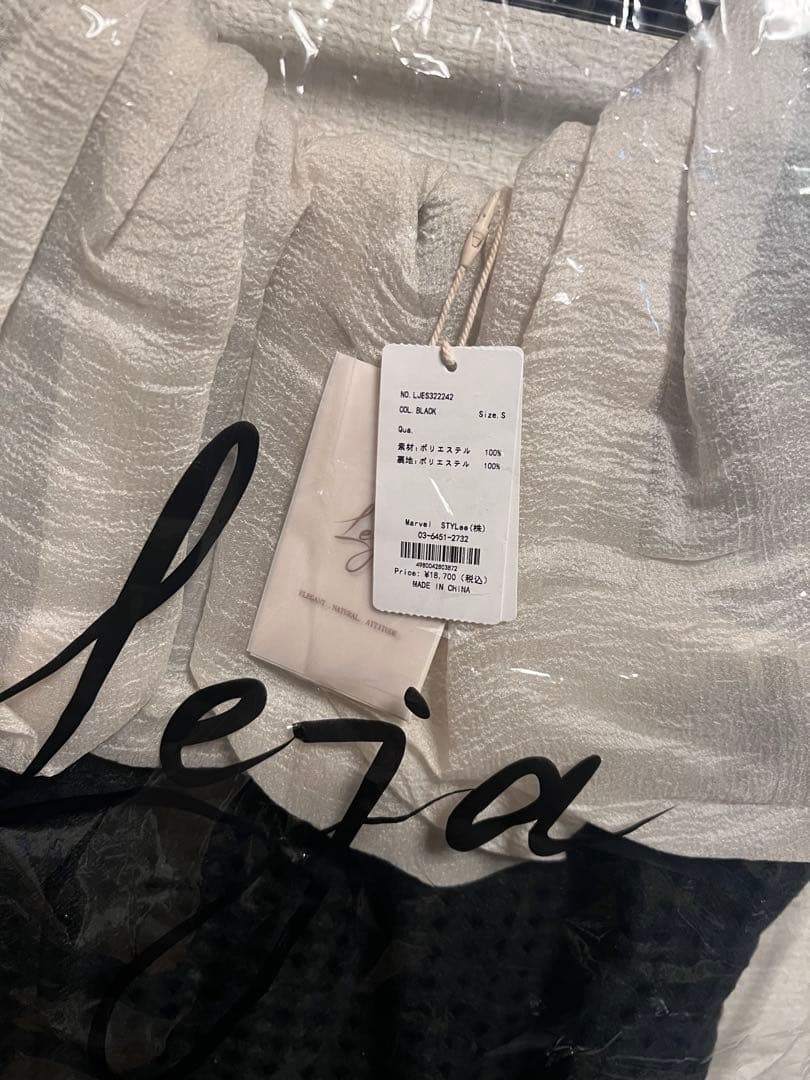 NO. LJES322242
COL. BLACK Size. S
Qua.
素材:ポリエステル 100%
裏地:ポリエステル 100%
Marvel STYLee(株)
03-6451-2732
4980042803872
Price: ¥18,700 (税込)
MADE IN CHINA
Lej
ELEGANT. NATURAL. ATTITUDE
leja